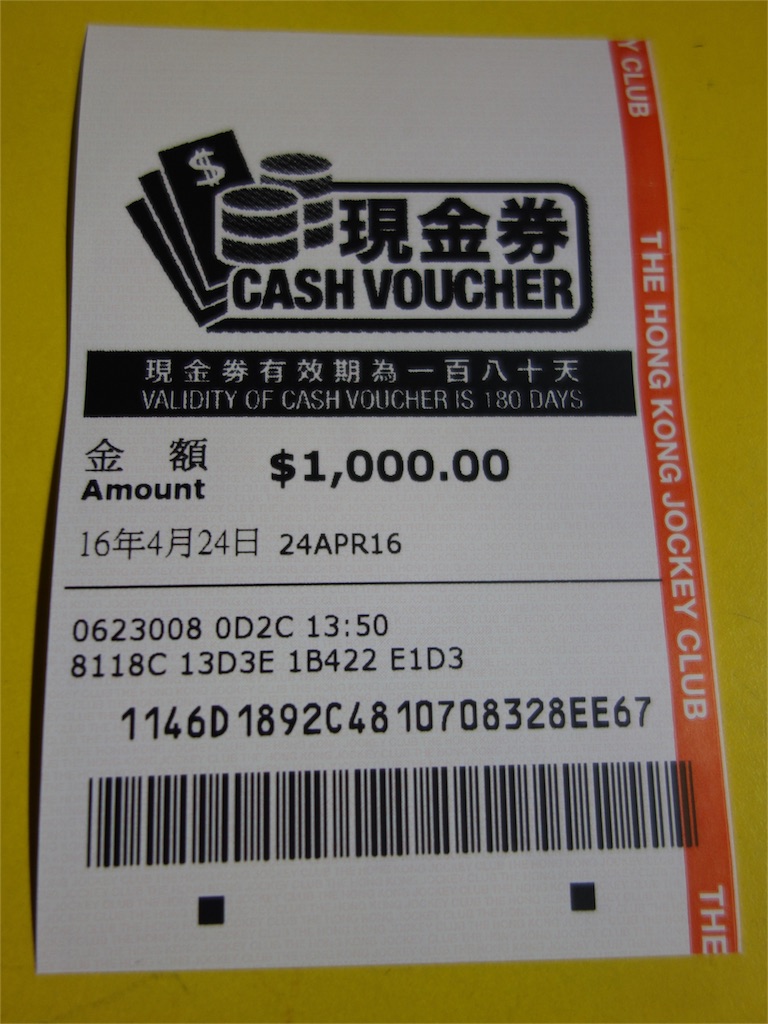 $
現金券
CASH VOUCHER
現金券有效期為一百八十天
VALIDITY OF CASH VOUCHER IS 180 DAYS
金 額 $1,000.00
Amount
16年4月24日 24APR16
0623008 0D2C 13:50
8118C 13D3E 1B422 E1D3
1146D1892C4810708328EE67
Y CLUB
THE HONG KONG JOCKEY CLUB
THE